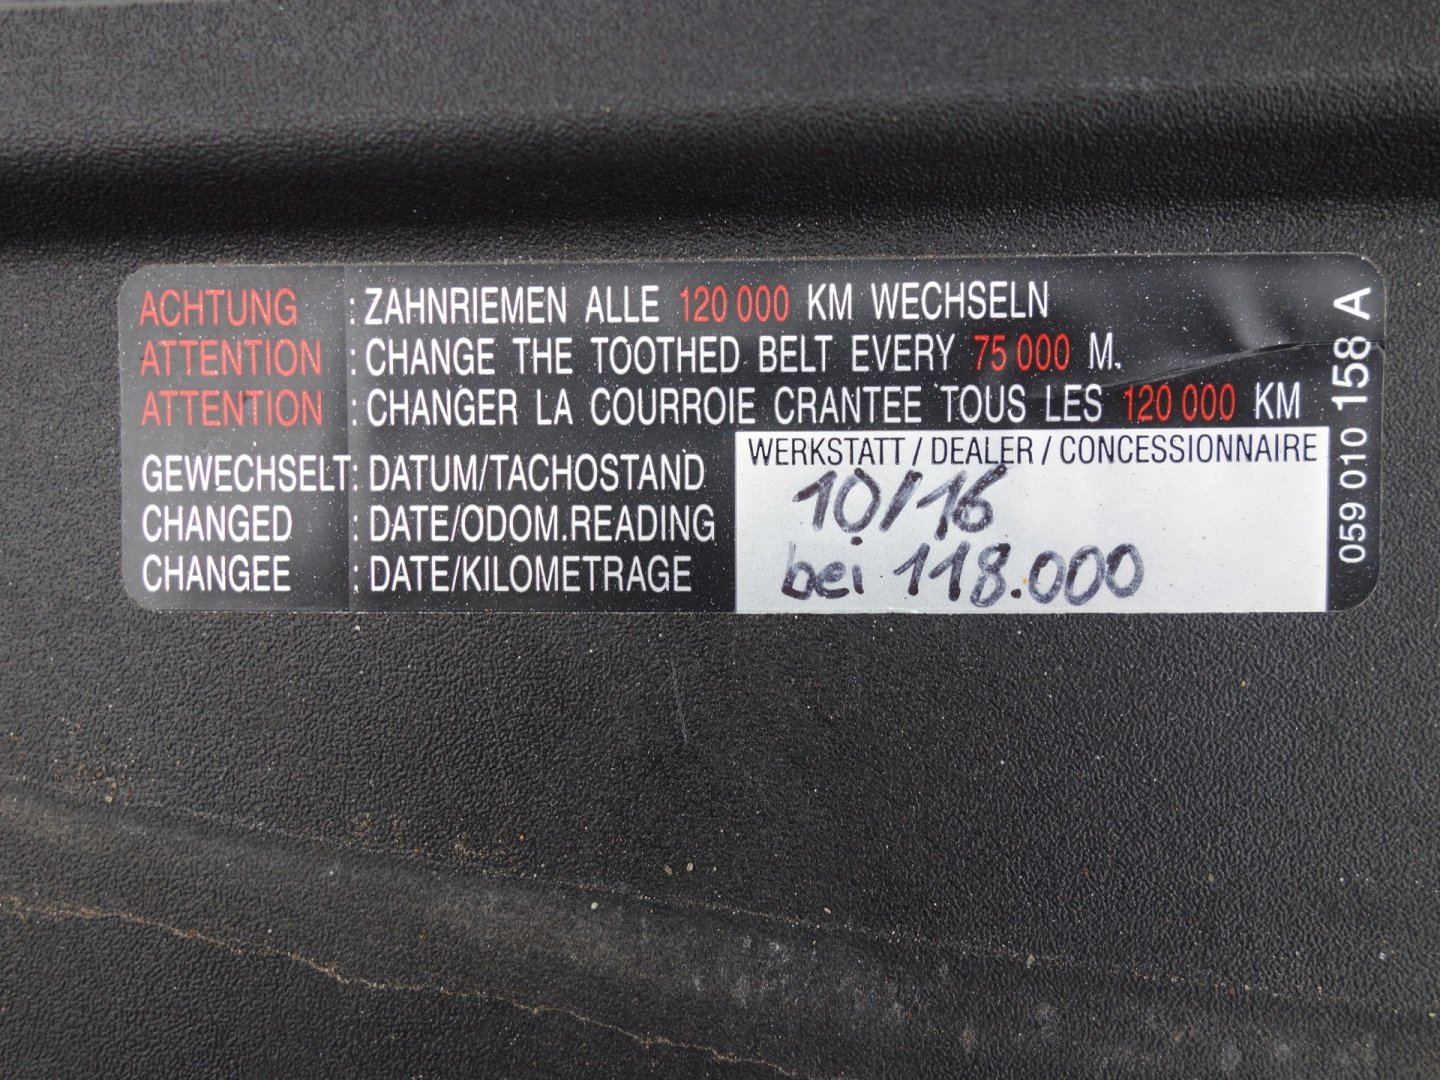 ACHTUNG : ZAHNRIEMEN ALLE 120 000 KM WECHSELN
ATTENTION : CHANGE THE TOOTHED BELT EVERY 75 000 M.
ATTENTION : CHANGER LA COURROIE CRANTEE TOUS LES 120 000 KM
GEWECHSELT: DATUM/TACHOSTAND
CHANGED : DATE/ODOM.READING
CHANGEE : DATE/KILOMETRAGE
WERKSTATT / DEALER / CONCESSIONNAIRE
10/16
bei 118.000
059 010 158 A